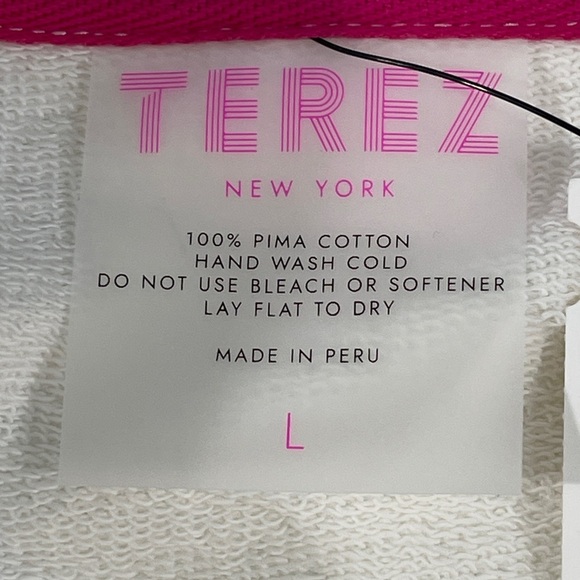 TEREZ
NEW YORK
100% PIMA COTTON
HAND WASH COLD
DO NOT USE BLEACH OR SOFTENER
LAY FLAT TO DRY
MADE IN PERU
L